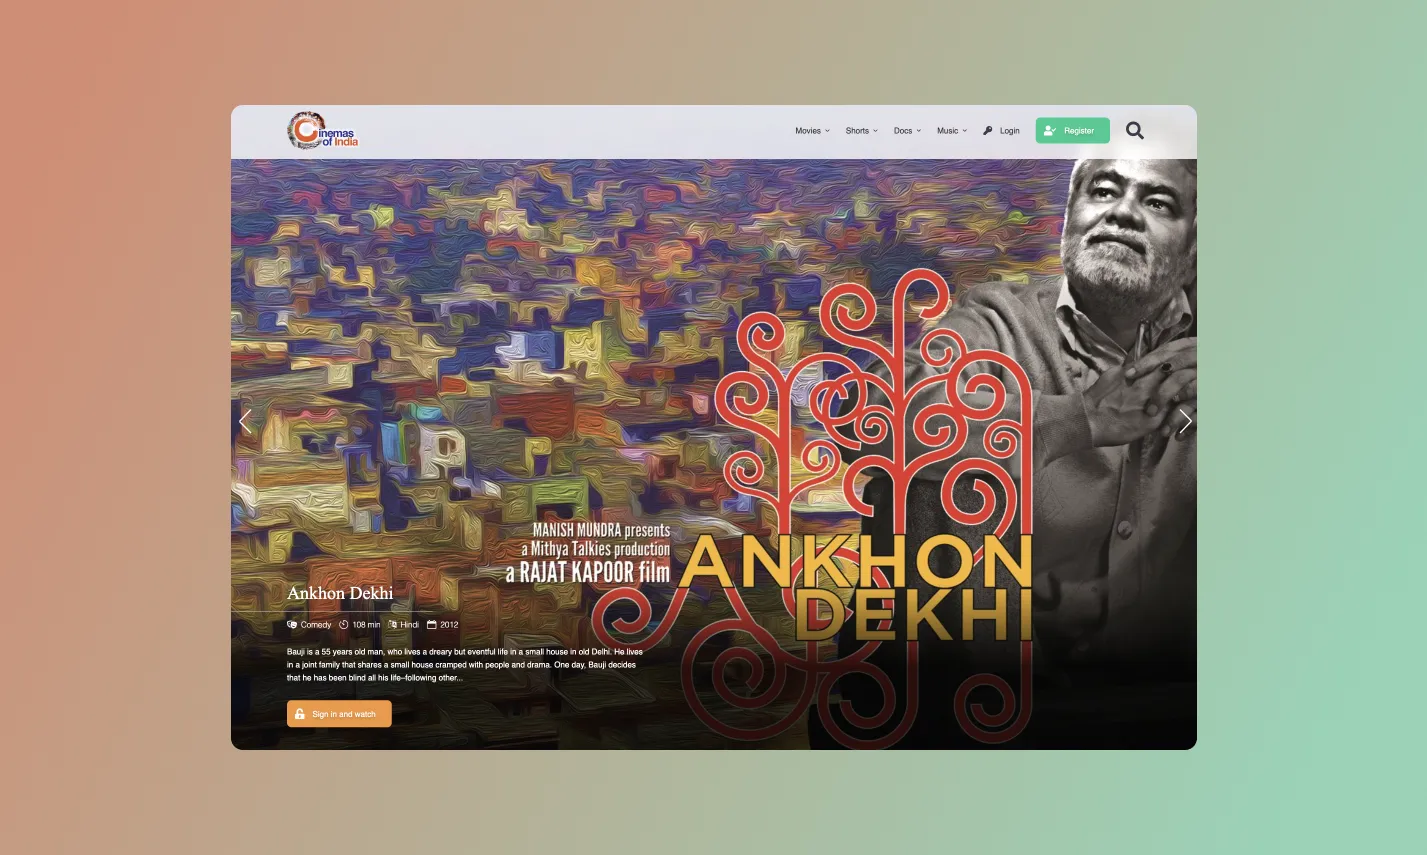 Cinemas
of India
Movies
Shorts
Docs
Music
Login
Register
MANISH MUNDRA presents
a Mithya Talkies production
a RAJAT KAPOOR film
ANKHON
DEKHI
Ankhon Dekhi
Comedy 108 min Hindi 2012
Bauji is a 55 years old man, who lives a dreary but eventful life in a small house in old Delhi. He lives
in a joint family that shares a small house cramped with people and drama. One day, Bauji decides
that he has been blind all his life–following other...
Sign in and watch